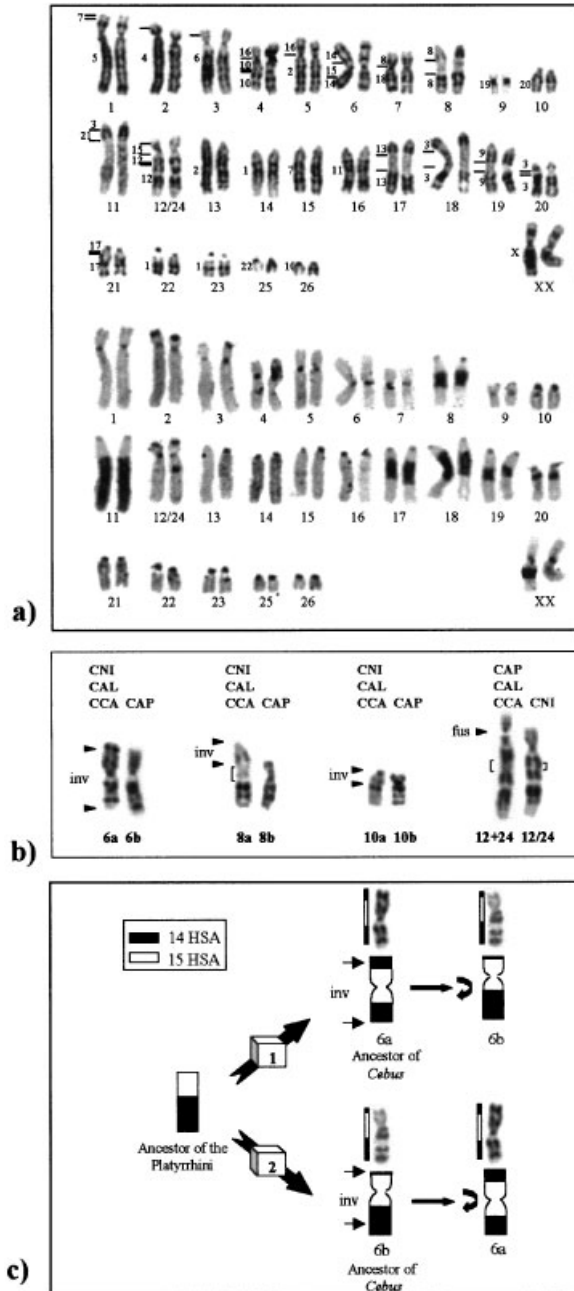 a)
7 5 4 6 16 10 10 16 2 14 15 14 8 18 8 8 19 20
1 2 3 4 5 6 7 8 9 10
3 21 15 12 12 2 1 7 11 13 13 3 3 9 9 3 3
11 12/24 13 14 15 16 17 18 19 20
17 17 1 1 22 X
21 22 23 25 26 XX
1 2 3 4 5 6 7 8 9 10
11 12/24 13 14 15 16 17 18 19 20
21 22 23 25 26 XX
b)
CNI CNI CNI CAP
CAL CAL CAL CAL
CCA CAP CCA CAP CCA CAP CCA CNI
fus
inv inv inv
6a 6b 8a 8b 10a 10b 12+24 12/24
c)
14 HSA
15 HSA
inv
1
6a 6b
Ancestor of
Cebus
Ancestor of the
Platyrrhini
2
inv
6b 6a
Ancestor of
Cebus